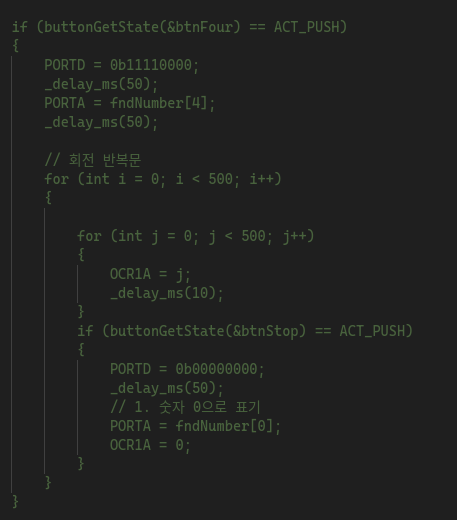 if (buttonGetState(&btnFour) == ACT_PUSH)
{
    PORTD = 0b11110000;
    _delay_ms(50);
    PORTA = fndNumber[4];
    _delay_ms(50);

    // 회전 반복문
    for (int i = 0; i < 500; i++)
    {

        for (int j = 0; j < 500; j++)
        {
            OCR1A = j;
            _delay_ms(10);
        }
        if (buttonGetState(&btnStop) == ACT_PUSH)
        {
            PORTD = 0b00000000;
            _delay_ms(50);
            // 1. 숫자 0으로 표기
            PORTA = fndNumber[0];
            OCR1A = 0;
        }
    }
}